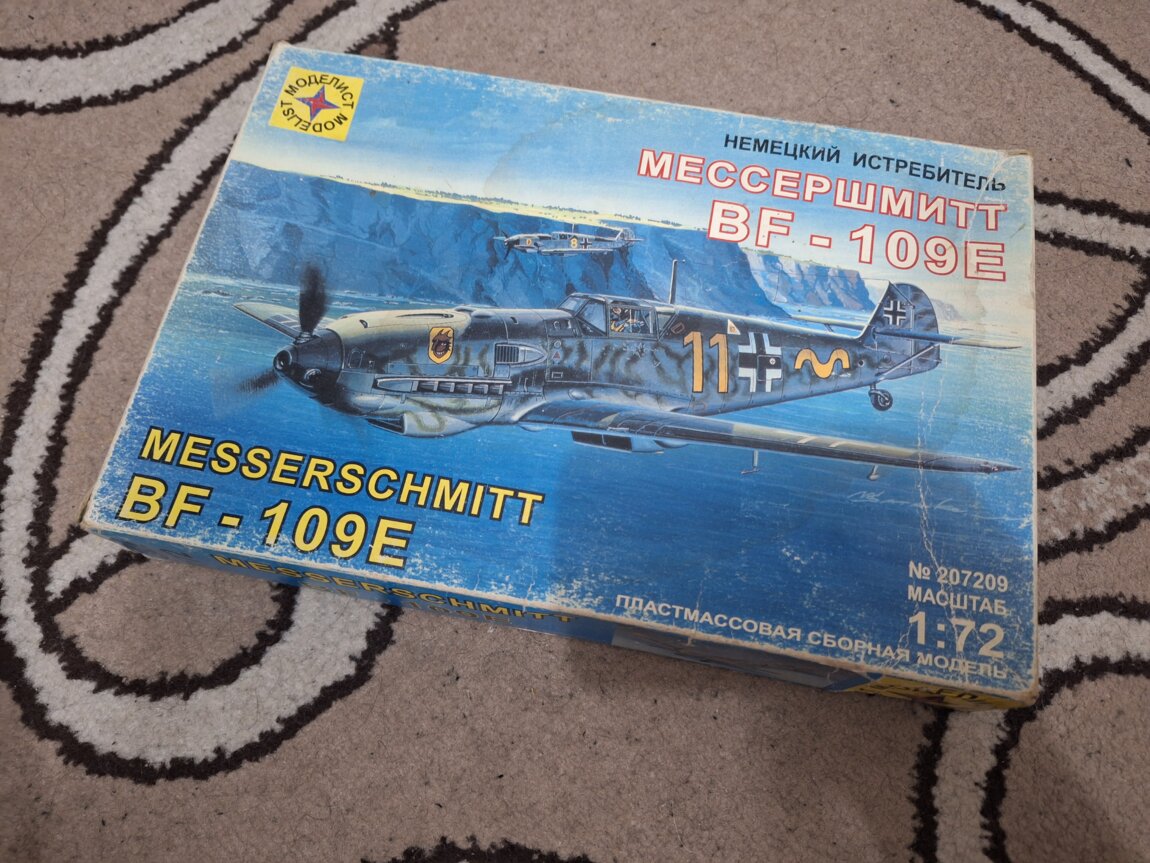 МОДЕЛИСТ
MODELIST
НЕМЕЦКИЙ ИСТРЕБИТЕЛЬ
МЕССЕРШМИТТ
BF - 109E
11
MESSERSCHMITT
BF - 109E
№ 207209
МАСШТАБ
1:72
ПЛАСТМАССОВАЯ СБОРНАЯ МОДЕЛЬ
MESSERSCHMITT